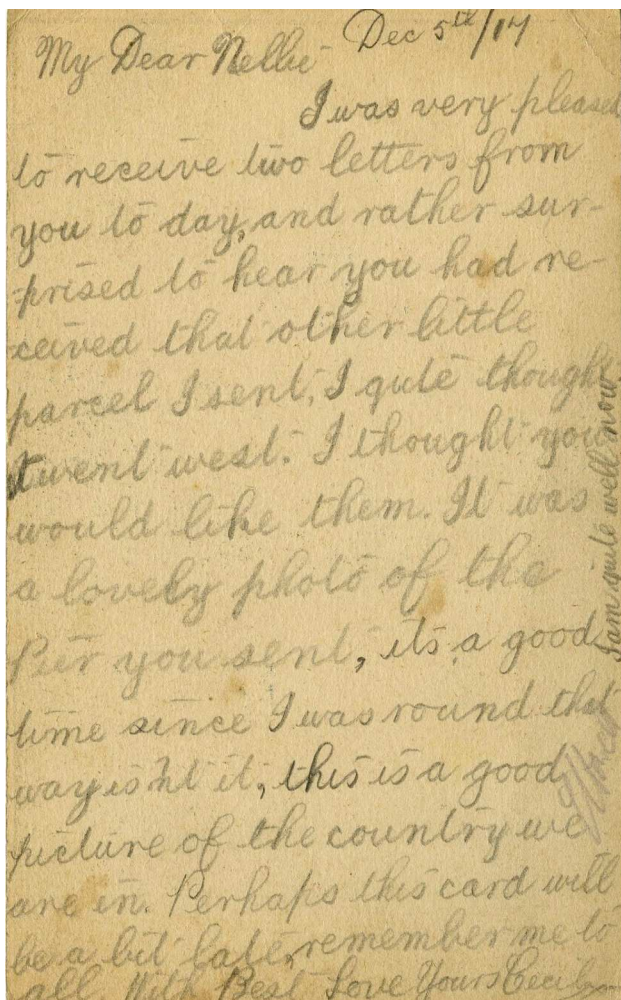 Dec 5th/17
My Dear Nellie
I was very pleased
to receive two letters from
you to day, and rather sur-
prised to hear you had re-
ceived that other little
parcel I sent, I qute thought
it went west. I thought you
would like them. It was
a lovely photo of the
Pier you sent, its a good
time since I was round that
way is'nt it, this is a good
picture of the country we
are in. Perhaps this card will
be a bit late, remember me to
all With Best Love Yours Cecil
I am quite well now